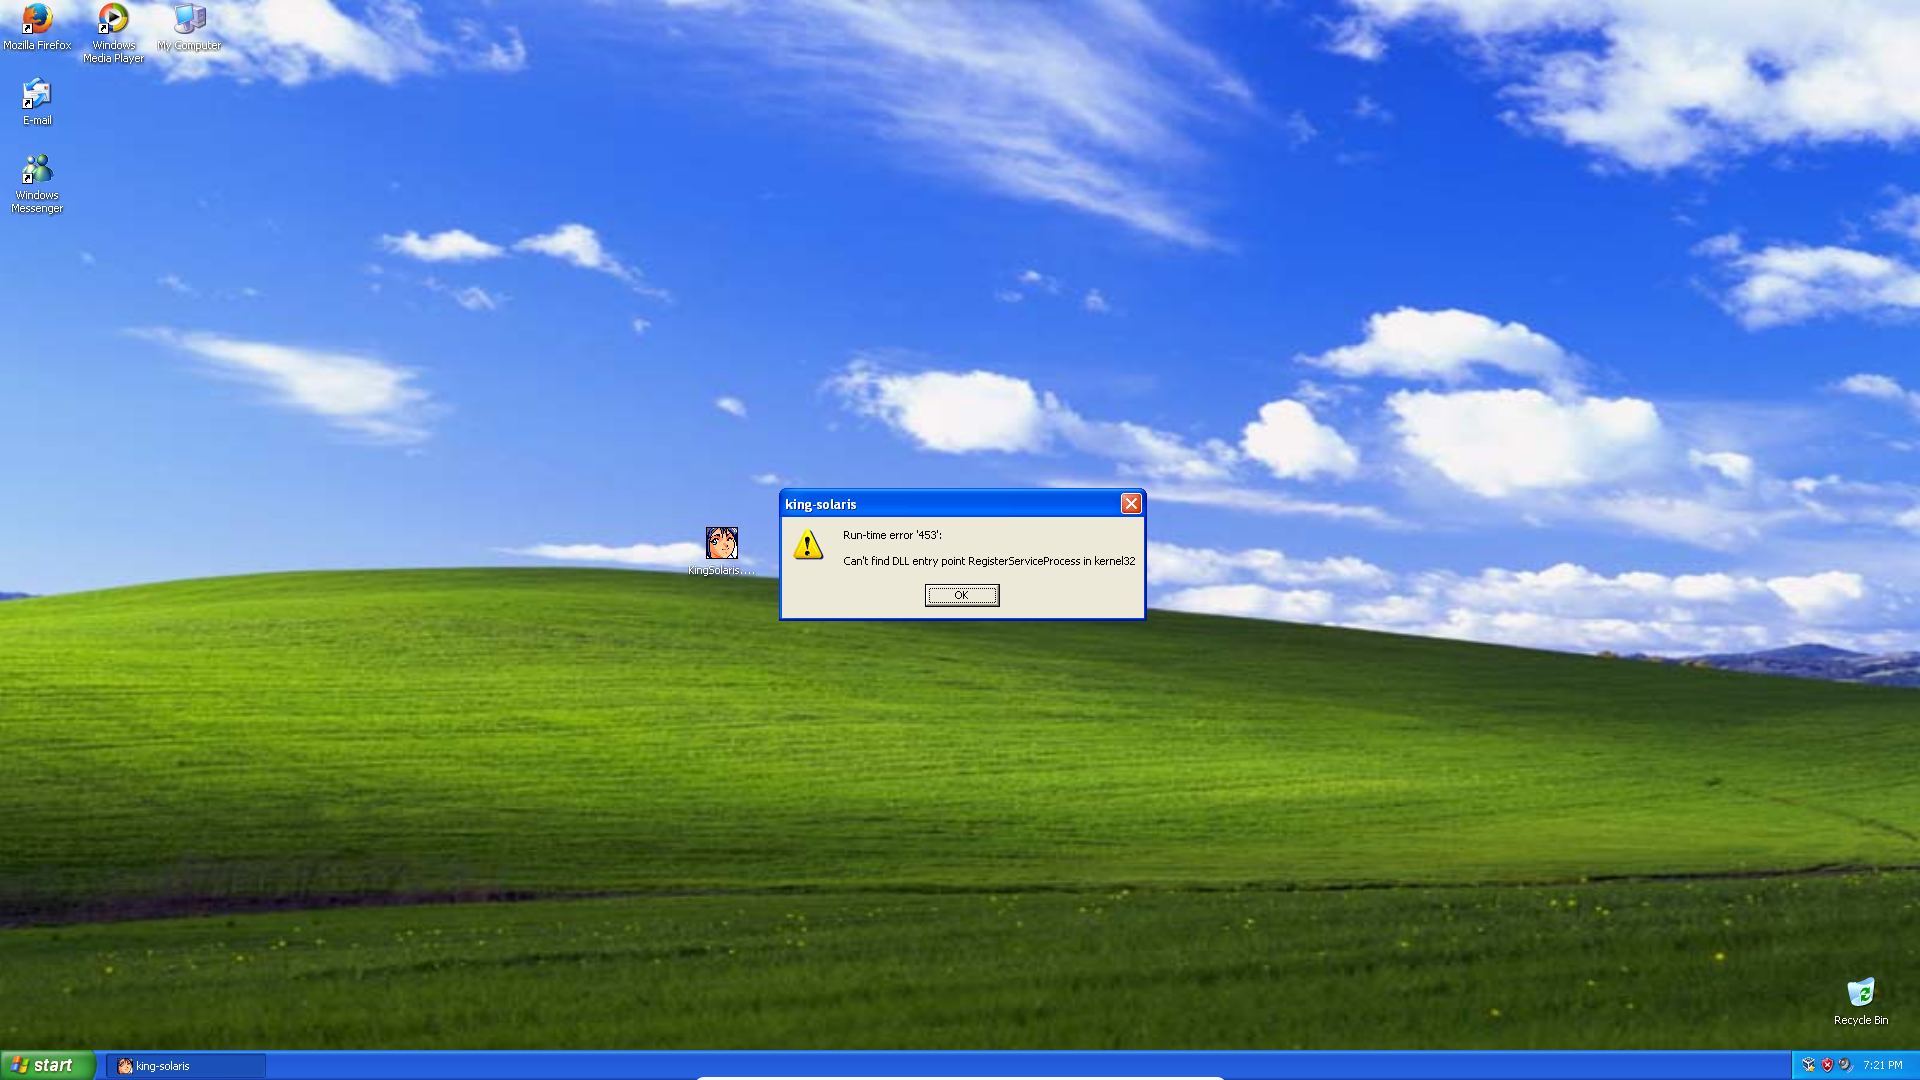 Mozilla Firefox
Windows
Media Player
My Computer
E-mail
Windows
Messenger
king-solaris
Run-time error '453':
Can't find DLL entry point RegisterServiceProcess in kernel32
OK
KingSolaris....
Recycle Bin
start
king-solaris
7:21 PM